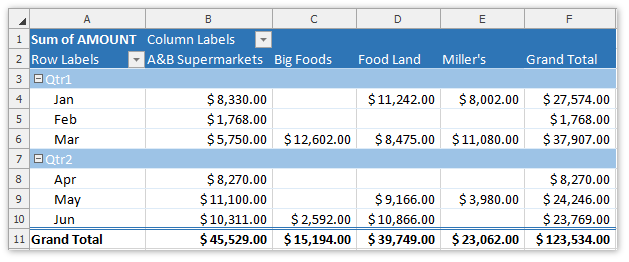 A B C D E F
1 Sum of AMOUNT Column Labels
2 Row Labels A&B Supermarkets Big Foods Food Land Miller's Grand Total
3 Qtr1
4 Jan $ 8,330.00 $ 11,242.00 $ 8,002.00 $ 27,574.00
5 Feb $ 1,768.00 $ 1,768.00
6 Mar $ 5,750.00 $ 12,602.00 $ 8,475.00 $ 11,080.00 $ 37,907.00
7 Qtr2
8 Apr $ 8,270.00 $ 8,270.00
9 May $ 11,100.00 $ 9,166.00 $ 3,980.00 $ 24,246.00
10 Jun $ 10,311.00 $ 2,592.00 $ 10,866.00 $ 23,769.00
11 Grand Total $ 45,529.00 $ 15,194.00 $ 39,749.00 $ 23,062.00 $ 123,534.00